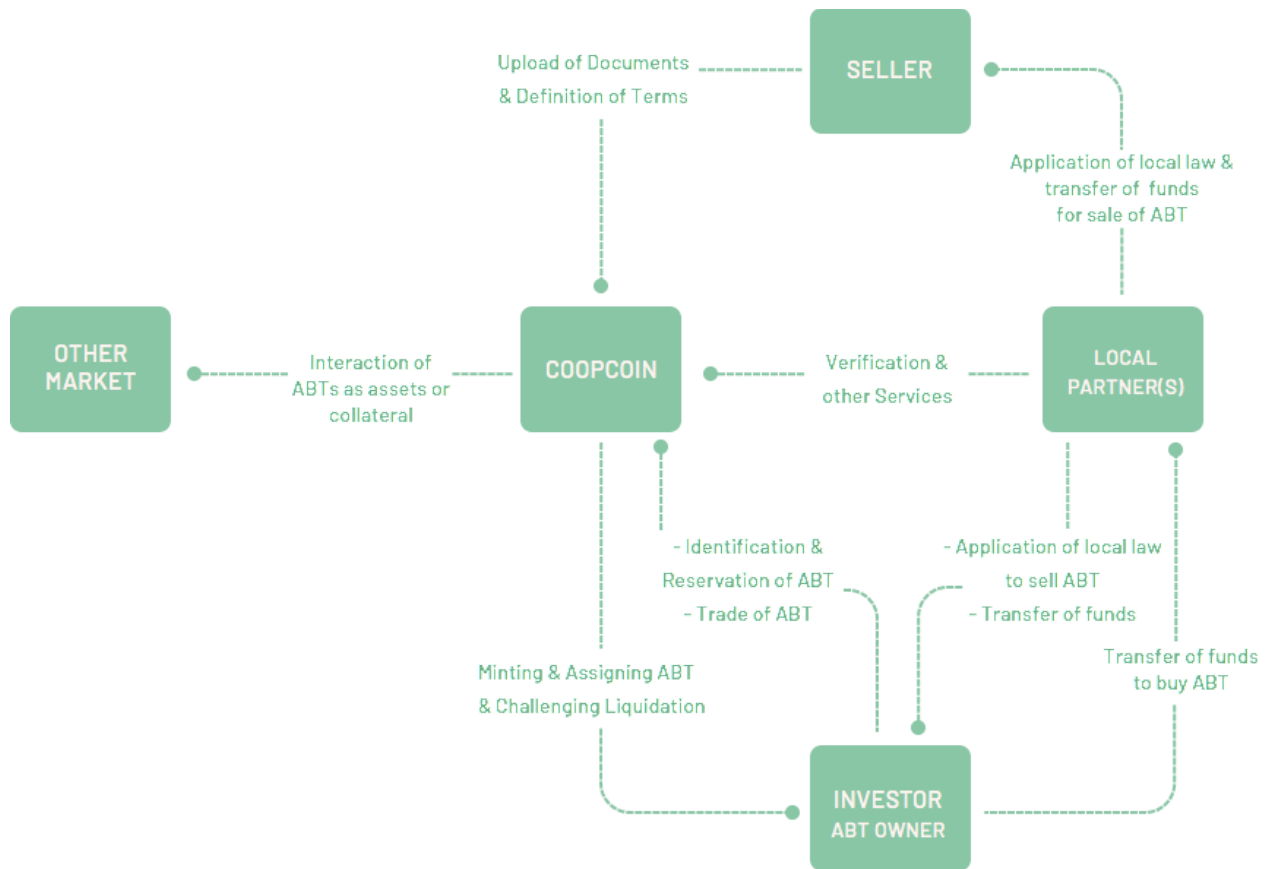 Upload of Documents
& Definition of Terms
SELLER
Application of local law &
transfer of funds
for sale of ABT
OTHER
MARKET
Interaction of
ABTs as assets or
collateral
COOPCOIN
Verification &
other Services
LOCAL
PARTNER(S)
- Identification &
Reservation of ABT
- Trade of ABT
- Application of local law
to sell ABT
- Transfer of funds
Transfer of funds
to buy ABT
Minting & Assigning ABT
& Challenging Liquidation
INVESTOR
ABT OWNER